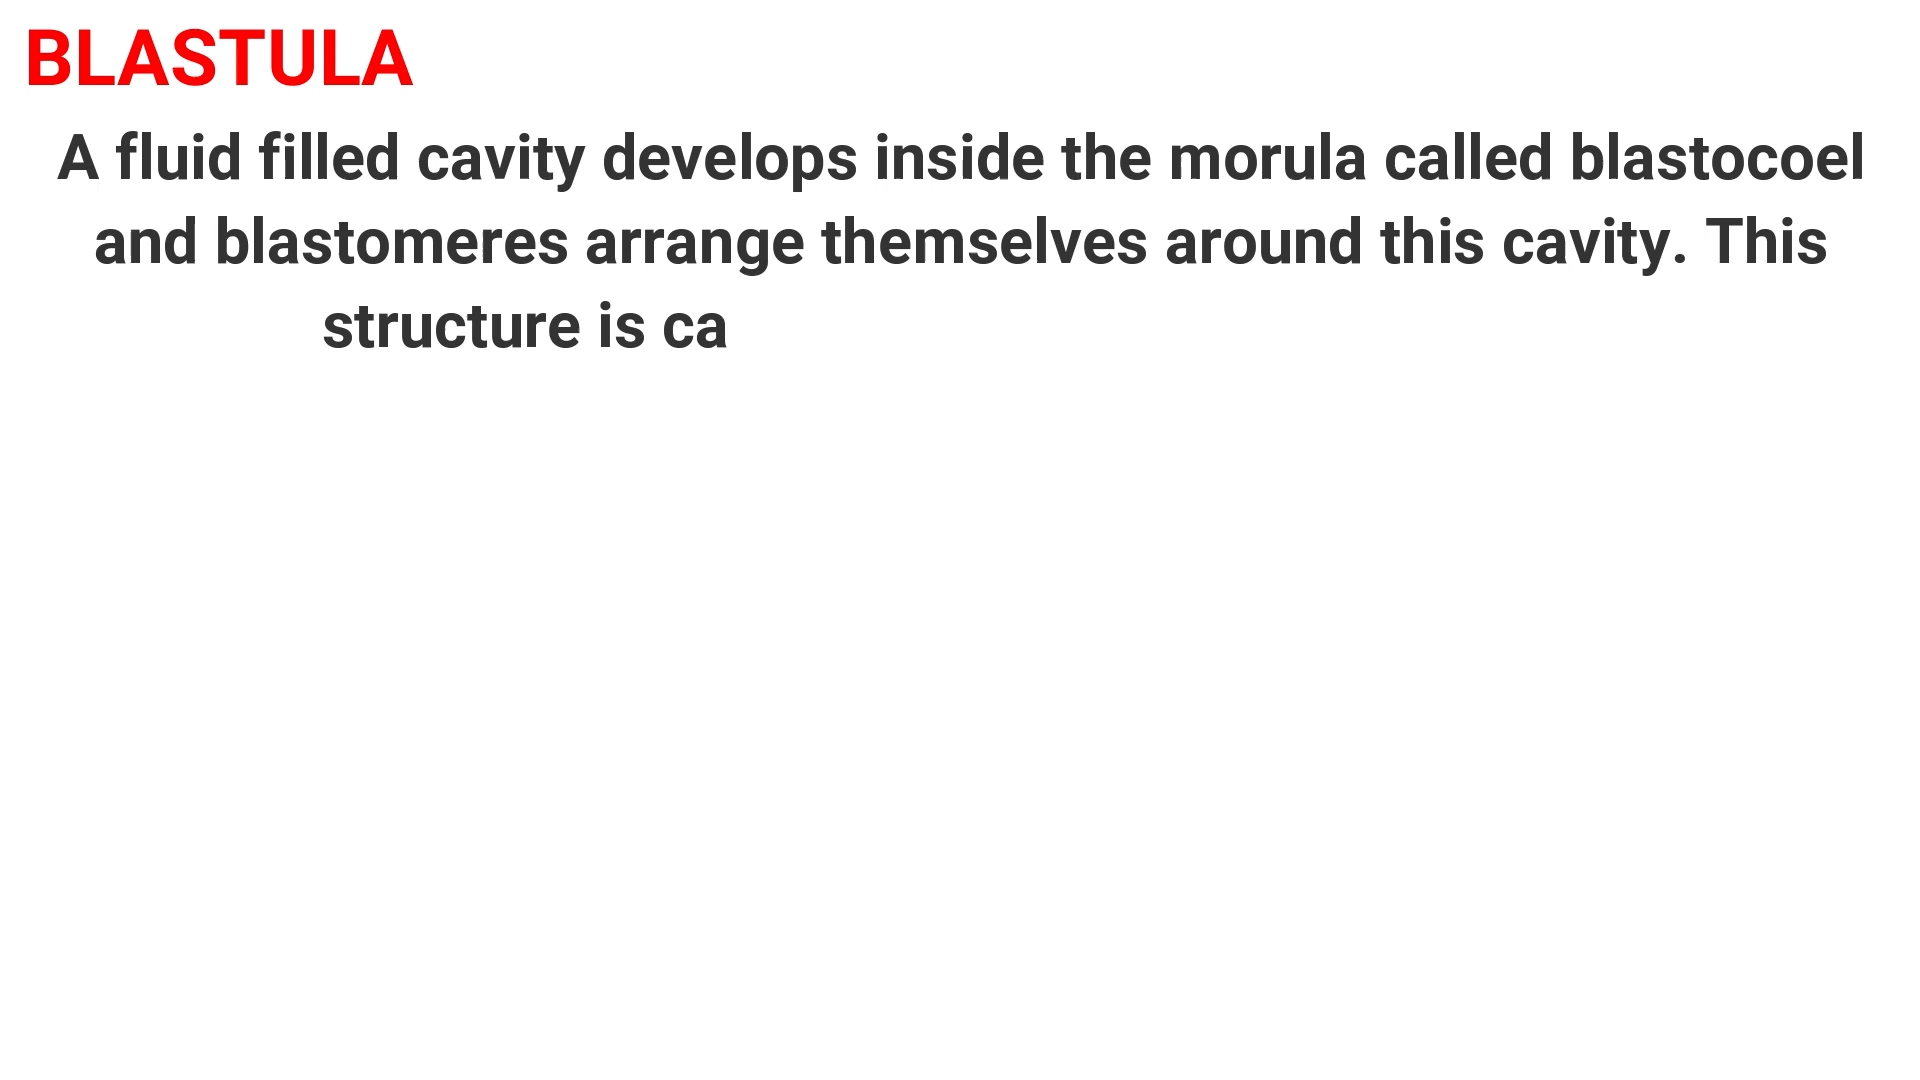 BLASTULA
A fluid filled cavity develops inside the morula called blastocoel
and blastomeres arrange themselves around this cavity. This
structure is ca